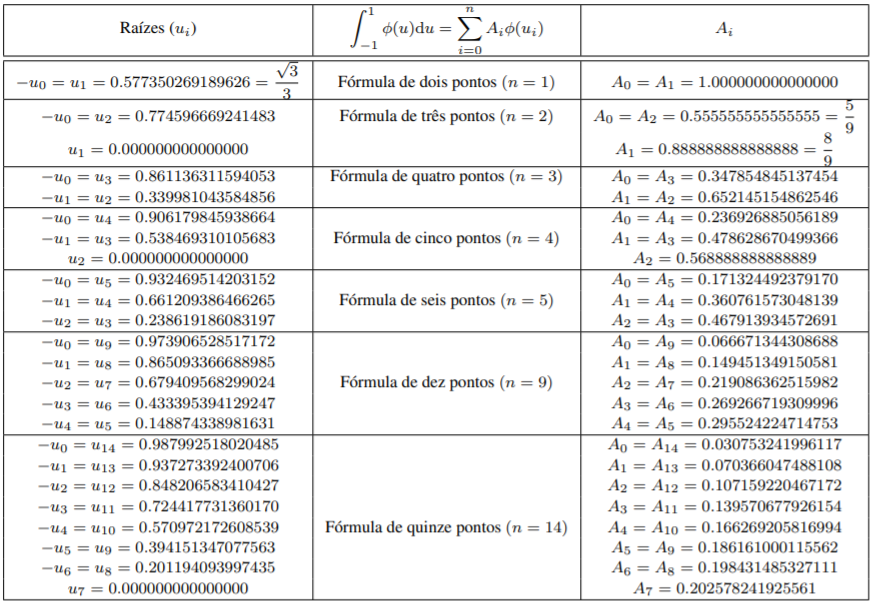 Raízes (u_i) ∫_{-1}^{1} ϕ(u)du = ∑_{i=0}^{n} A_iϕ(u_i) A_i
−u_0 = u_1 = 0.577350269189626 = √3/3 Fórmula de dois pontos (n = 1) A_0 = A_1 = 1.000000000000000
−u_0 = u_2 = 0.774596669241483 Fórmula de três pontos (n = 2) A_0 = A_2 = 0.555555555555555 = 5/9
u_1 = 0.000000000000000 A_1 = 0.888888888888888 = 8/9
−u_0 = u_3 = 0.861136311594053 Fórmula de quatro pontos (n = 3) A_0 = A_3 = 0.347854845137454
−u_1 = u_2 = 0.339981043584856 A_1 = A_2 = 0.652145154862546
−u_0 = u_4 = 0.906179845938664 A_0 = A_4 = 0.236926885056189
−u_1 = u_3 = 0.538469310105683 Fórmula de cinco pontos (n = 4) A_1 = A_3 = 0.478628670499366
u_2 = 0.000000000000000 A_2 = 0.568888888888889
−u_0 = u_5 = 0.932469514203152 A_0 = A_5 = 0.171324492379170
−u_1 = u_4 = 0.661209386466265 Fórmula de seis pontos (n = 5) A_1 = A_4 = 0.360761573048139
−u_2 = u_3 = 0.238619186083197 A_2 = A_3 = 0.467913934572691
−u_0 = u_9 = 0.973906528517172 A_0 = A_9 = 0.066671344308688
−u_1 = u_8 = 0.865093366688985 A_1 = A_8 = 0.149451349150581
−u_2 = u_7 = 0.679409568299024 Fórmula de dez pontos (n = 9) A_2 = A_7 = 0.219086362515982
−u_3 = u_6 = 0.433395394129247 A_3 = A_6 = 0.269266719309996
−u_4 = u_5 = 0.148874338981631 A_4 = A_5 = 0.295524224714753
−u_0 = u_14 = 0.987992518020485 A_0 = A_14 = 0.030753241996117
−u_1 = u_13 = 0.937273392400706 A_1 = A_13 = 0.070366047488108
−u_2 = u_12 = 0.848206583410427 A_2 = A_12 = 0.107159220467172
−u_3 = u_11 = 0.724417731360170 A_3 = A_11 = 0.139570677926154
−u_4 = u_10 = 0.570972172608539 Fórmula de quinze pontos (n = 14) A_4 = A_10 = 0.166269205816994
−u_5 = u_9 = 0.394151347077563 A_5 = A_9 = 0.186161000115562
−u_6 = u_8 = 0.201194093997435 A_6 = A_8 = 0.198431485327111
u_7 = 0.000000000000000 A_7 = 0.202578241925561